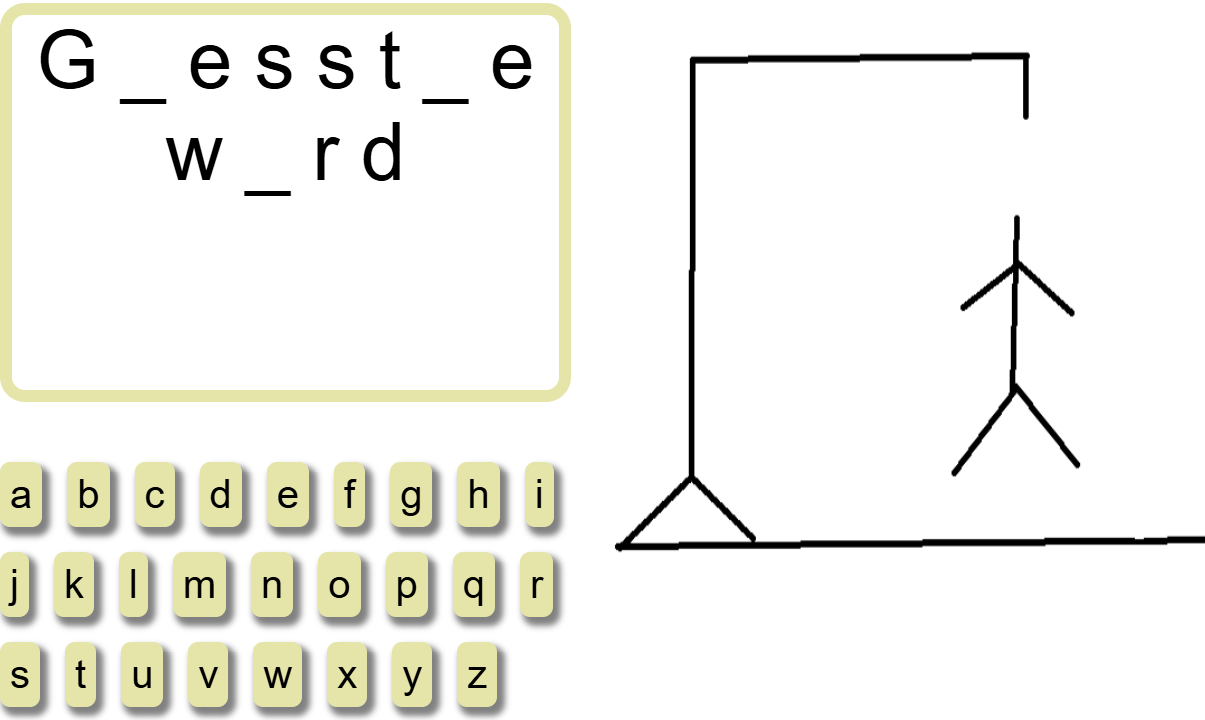 G _ e s s t _ e
w _ r d
a b c d e f g h i
j k l m n o p q r
s t u v w x y z